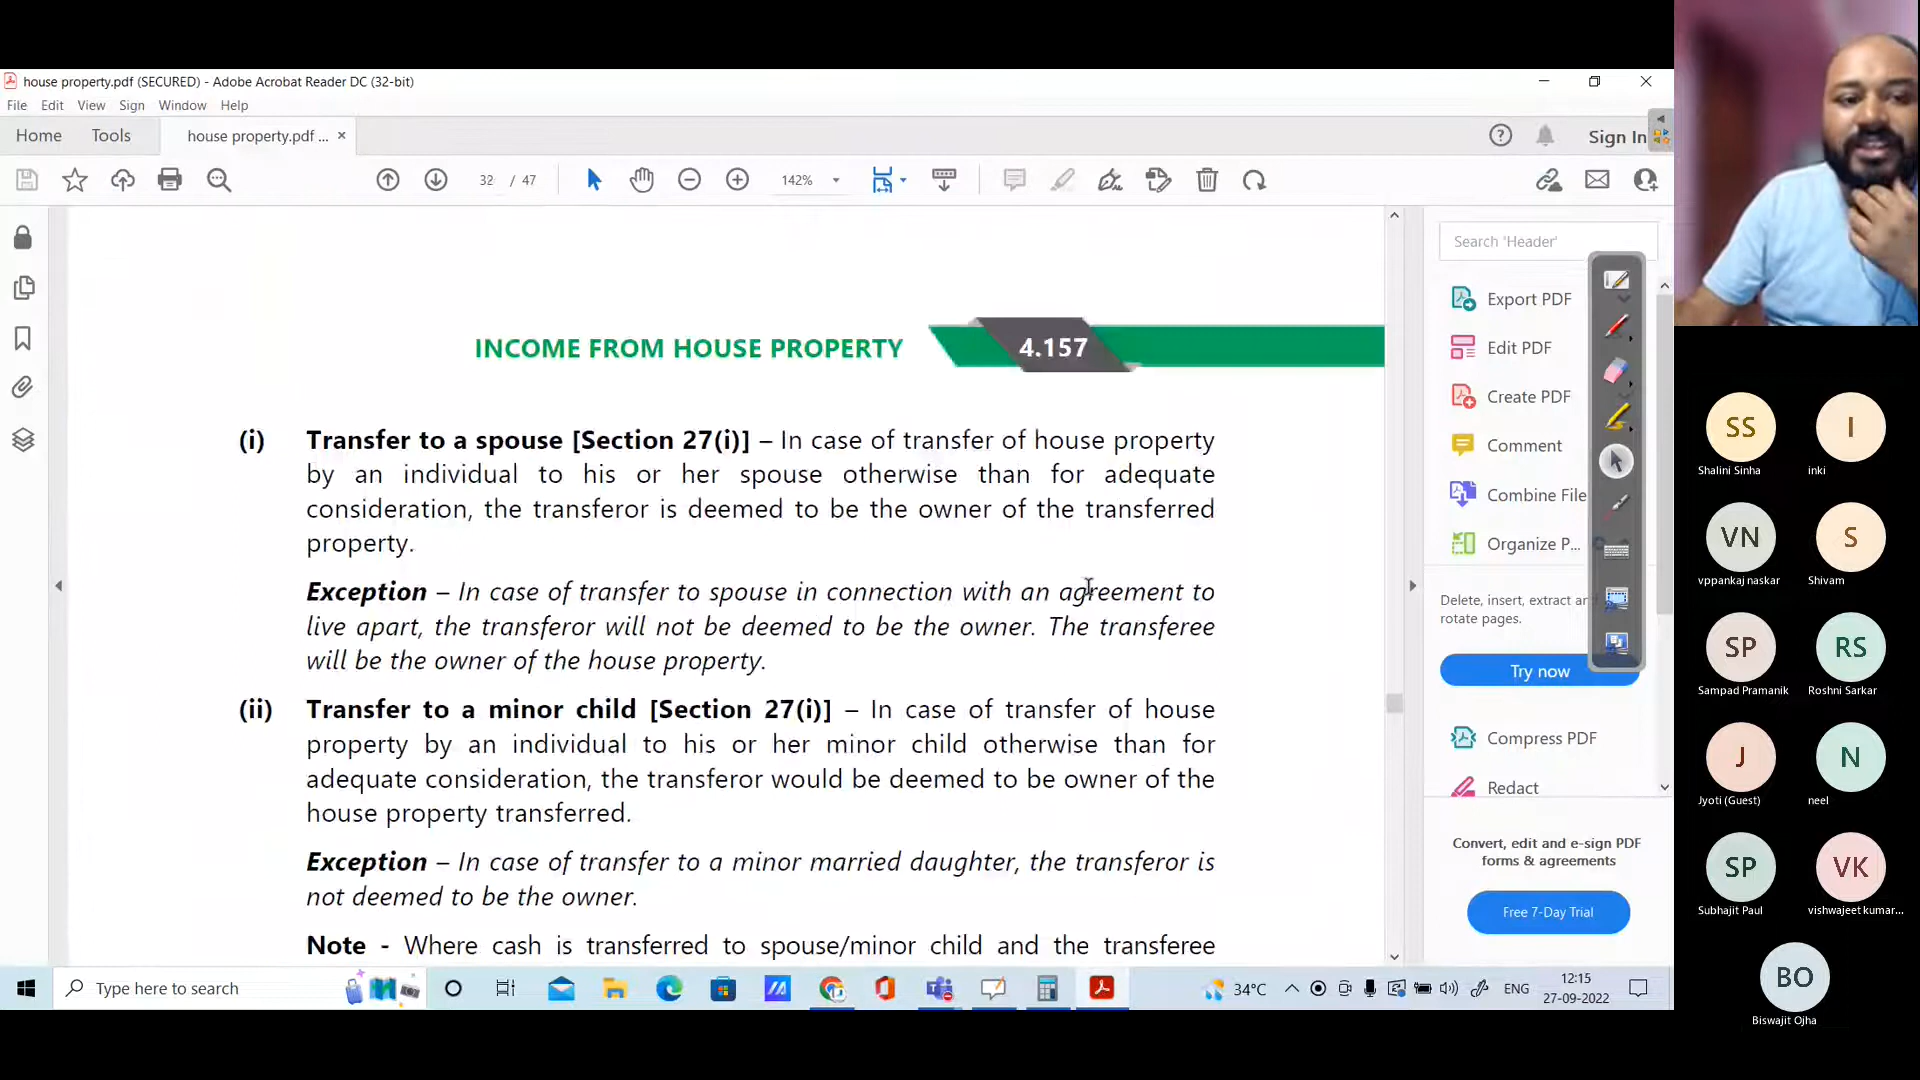 house property.pdf (SECURED) - Adobe Acrobat Reader DC (32-bit)
File Edit View Sign Window Help
Home Tools house property.pdf ... × Sign In
32 / 47 142%
Search 'Header'
INCOME FROM HOUSE PROPERTY 4.157
(i) Transfer to a spouse [Section 27(i)] – In case of transfer of house property
by an individual to his or her spouse otherwise than for adequate
consideration, the transferor is deemed to be the owner of the transferred
property.
Exception – In case of transfer to spouse in connection with an agreement to
live apart, the transferor will not be deemed to be the owner. The transferee
will be the owner of the house property.
(ii) Transfer to a minor child [Section 27(i)] – In case of transfer of house
property by an individual to his or her minor child otherwise than for
adequate consideration, the transferor would be deemed to be owner of the
house property transferred.
Exception – In case of transfer to a minor married daughter, the transferor is
not deemed to be the owner.
Note - Where cash is transferred to spouse/minor child and the transferee
Export PDF
Edit PDF
Create PDF
Comment
Combine File
Organize P...
Delete, insert, extract an
rotate pages.
Try now
Compress PDF
Redact
Convert, edit and e-sign PDF
forms & agreements
Free 7-Day Trial
SS I
Shalini Sinha inki
VN S
vppankaj naskar Shivam
SP RS
Sampad Pramanik Roshni Sarkar
J N
Jyoti (Guest) neel
SP VK
Subhajit Paul vishwajeet kumar...
BO
Biswajit Ojha
Type here to search
34°C ENG
12:15
27-09-2022